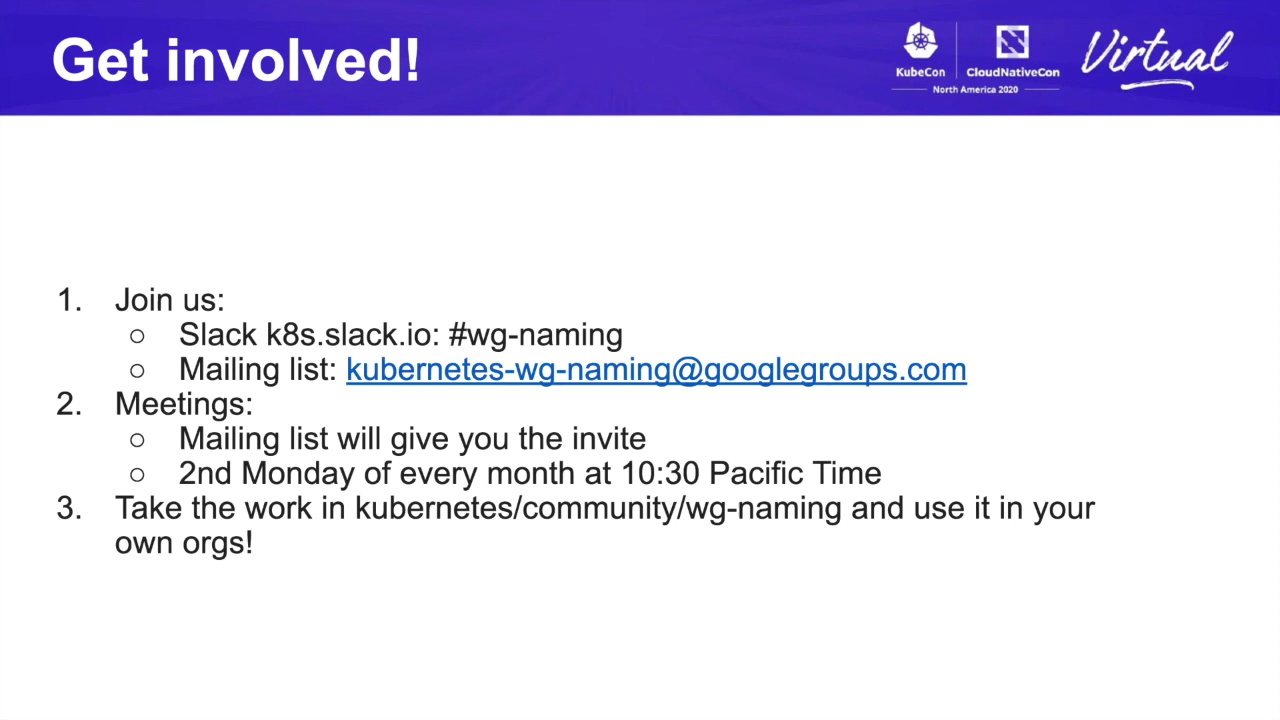 Get involved!
KubeCon
CloudNativeCon
North America 2020
Virtual
1. Join us:
○ Slack k8s.slack.io: #wg-naming
○ Mailing list: kubernetes-wg-naming@googlegroups.com
2. Meetings:
○ Mailing list will give you the invite
○ 2nd Monday of every month at 10:30 Pacific Time
3. Take the work in kubernetes/community/wg-naming and use it in your
own orgs!